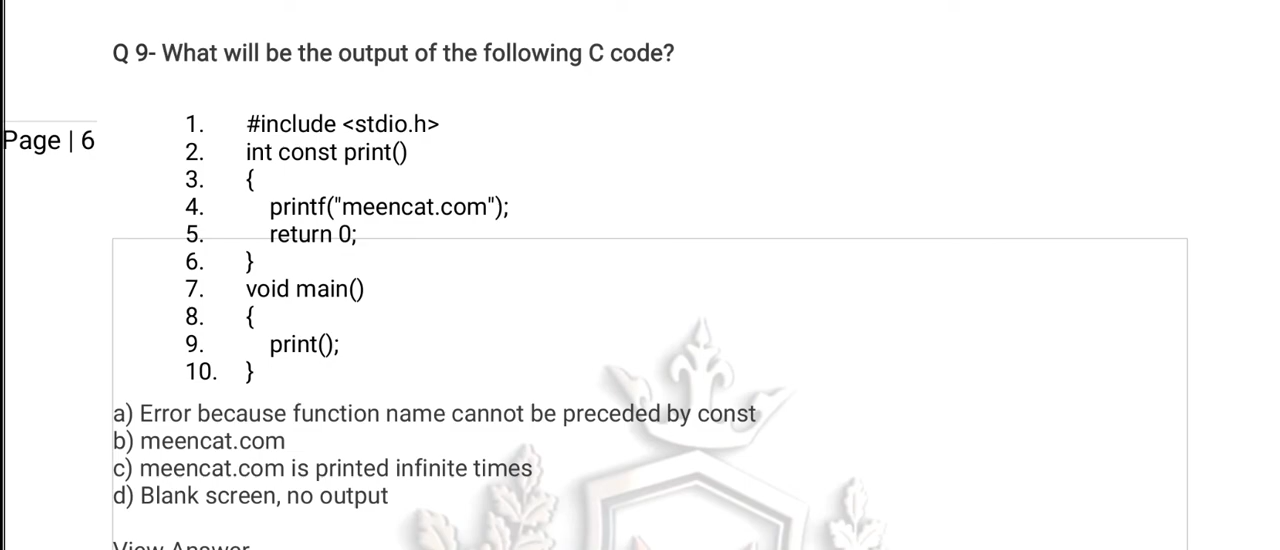 Q 9- What will be the output of the following C code?
Page | 6
1. #include <stdio.h>
2. int const print()
3. {
4. printf("meencat.com");
5. return 0;
6. }
7. void main()
8. {
9. print();
10. }
a) Error because function name cannot be preceded by const
b) meencat.com
c) meencat.com is printed infinite times
d) Blank screen, no output
View Answer